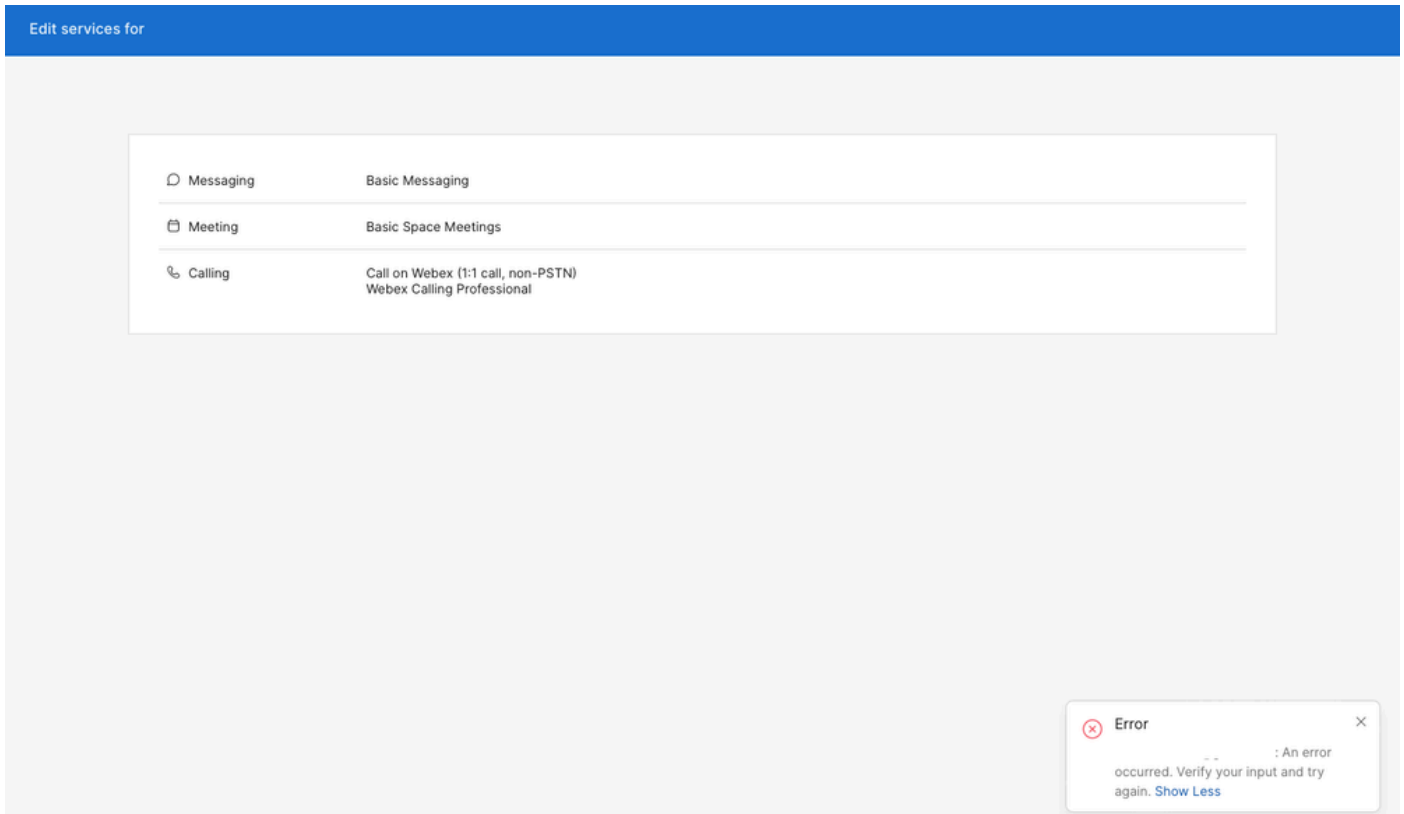 Edit services for
Messaging Basic Messaging
Meeting Basic Space Meetings
Calling Call on Webex (1:1 call, non-PSTN)
Webex Calling Professional
Error
: An error
occurred. Verify your input and try
again. Show Less